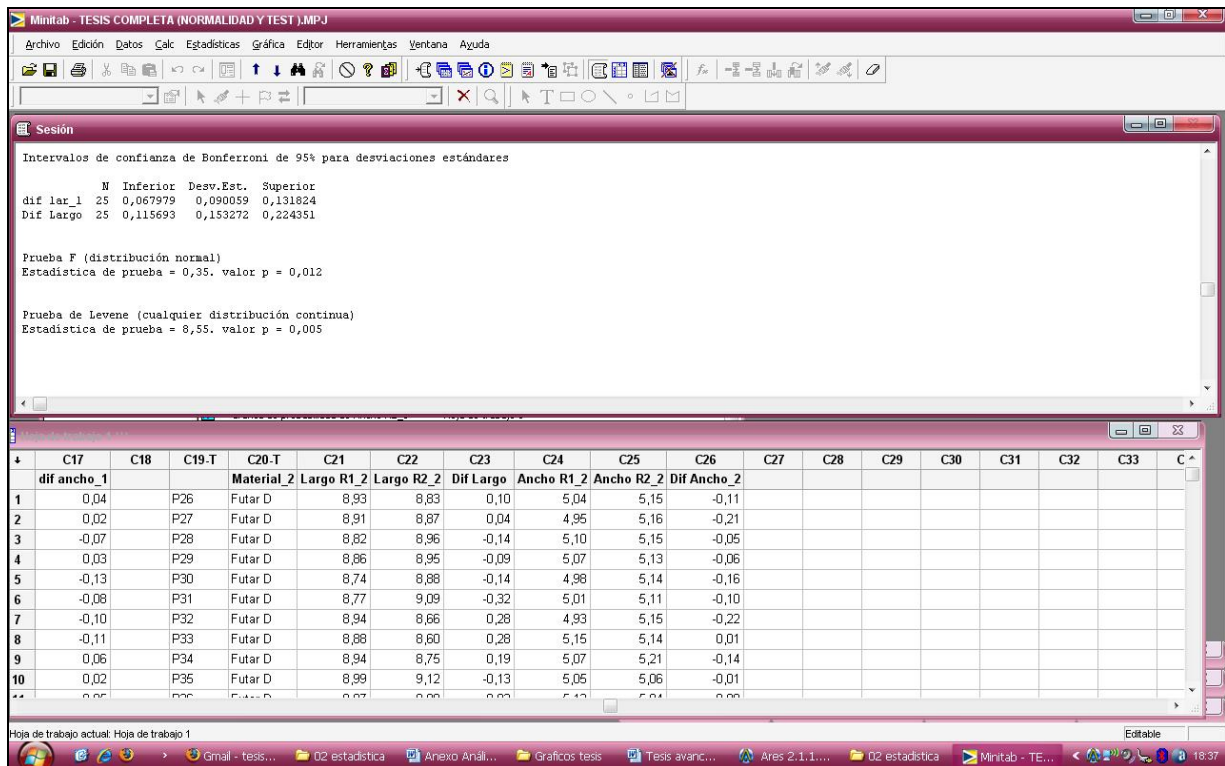 Minitab - TESIS COMPLETA (NORMALIDAD Y TEST ).MPJ
Archivo Edición Datos Calc Estadísticas Gráfica Editor Herramientas Ventana Ayuda
Sesión
Intervalos de confianza de Bonferroni de 95% para desviaciones estándares
N Inferior Desv.Est. Superior
dif lar_1 25 0,067979 0,090059 0,131824
Dif Largo 25 0,115693 0,153272 0,224351
Prueba F (distribución normal)
Estadística de prueba = 0,35. valor p = 0,012
Prueba de Levene (cualquier distribución continua)
Estadística de prueba = 8,55. valor p = 0,005
C17 C18 C19-T C20-T C21 C22 C23 C24 C25 C26 C27 C28 C29 C30 C31 C32 C33 C
dif ancho_1 Material_2 Largo R1_2 Largo R2_2 Dif Largo Ancho R1_2 Ancho R2_2 Dif Ancho_2
1 0,04 P26 Futar D 8,93 8,83 0,10 5,04 5,15 -0,11
2 0,02 P27 Futar D 8,91 8,87 0,04 4,95 5,16 -0,21
3 -0,07 P28 Futar D 8,82 8,96 -0,14 5,10 5,15 -0,05
4 0,03 P29 Futar D 8,86 8,95 -0,09 5,07 5,13 -0,06
5 -0,13 P30 Futar D 8,74 8,88 -0,14 4,98 5,14 -0,16
6 -0,08 P31 Futar D 8,77 9,09 -0,32 5,01 5,11 -0,10
7 -0,10 P32 Futar D 8,94 8,66 0,28 4,93 5,15 -0,22
8 -0,11 P33 Futar D 8,88 8,60 0,28 5,15 5,14 0,01
9 0,06 P34 Futar D 8,94 8,75 0,19 5,07 5,21 -0,14
10 0,02 P35 Futar D 8,99 9,12 -0,13 5,05 5,06 -0,01
Hoja de trabajo actual: Hoja de trabajo 1 Editable
Gmail - tesis... 02 estadistica Anexo Análi... Graficos tesis Tesis avanc... Ares 2.1.1.... 02 estadistica Minitab - TE... 18:37